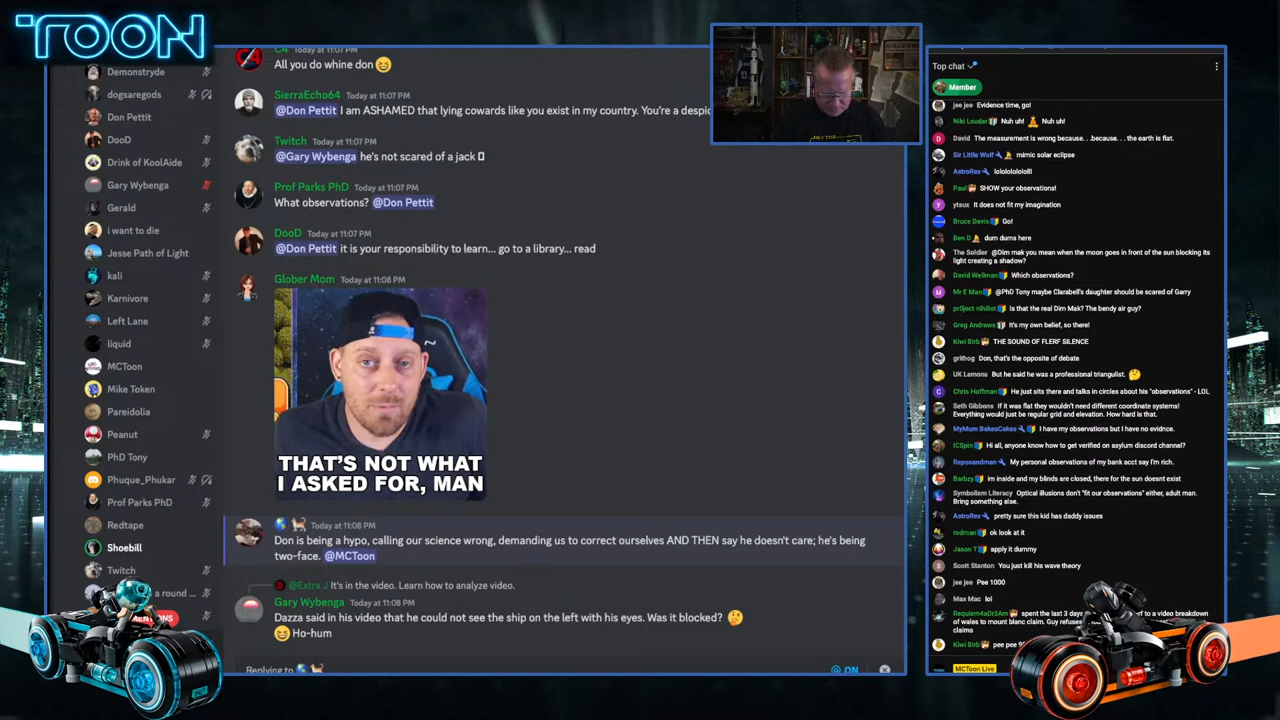 TOON
Demonstryde
dogsaregods
Don Pettit
DooD
Drink of KoolAide
Gary Wybenga
Gerald
i want to die
Jesse Path of Light
kali
Karnivore
Left Lane
liquid
MCToon
Mike Token
Pareidolia
Peanut
PhD Tony
Phuque_Phukar
Prof Parks PhD
Redtape
Shoebill
Twitch
a round ...
C4 Today at 11:07 PM
All you do whine don
SierraEcho64 Today at 11:07 PM
@Don Pettit I am ASHAMED that lying cowards like you exist in my country. You're a despic
Twitch Today at 11:07 PM
@Gary Wybenga he's not scared of a jack
Prof Parks PhD Today at 11:07 PM
What observations? @Don Pettit
DooD Today at 11:07 PM
@Don Pettit it is your responsibility to learn... go to a library... read
Glober Mom Today at 11:08 PM
THAT'S NOT WHAT
I ASKED FOR, MAN
Today at 11:08 PM
Don is being a hypo, calling our science wrong, demanding us to correct ourselves AND THEN say he doesn't care; he's being
two-face. @MCToon
@Extra J It's in the video. Learn how to analyze video.
Gary Wybenga Today at 11:08 PM
Dazza said in his video that he could not see the ship on the left with his eyes. Was it blocked?
Ho-hum
Replying to
@ ON
Top chat
Member
jee jee Evidence time, go!
Niki Louder Nuh uh! Nuh uh!
David The measurement is wrong because. . .because. . . the earth is flat.
Sir Little Wolf mimic solar eclipse
AstroRex lolololololll
Paul SHOW your observations!
ytsux It does not fit my imagination
Bruce Davis Go!
Ben D dum dums here
The Soldier @Dim mak you mean when the moon goes in front of the sun blocking its
light creating a shadow?
David Wellman Which observations?
Mr E Man @PhD Tony maybe Clarabell's daughter should be scared of Garry
pr0ject nihilist Is that the real Dim Mak? The bendy air guy?
Greg Andrews It's my own belief, so there!
Kiwi Birb THE SOUND OF FLERF SILENCE
grithog Don, that's the opposite of debate
UK Lemons But he said he was a professional triangulist.
Chris Hoffman He just sits there and talks in circles about his "observations" - LOL
Seth Gibbons If it was flat they wouldn't need different coordinate systems!
Everything would just be regular grid and elevation. How hard is that.
MyMum BakesCakes I have my observations but I have no evidnce.
ICSpin Hi all, anyone know how to get verified on asylum discord channel?
Reposandman My personal observations of my bank acct say I'm rich.
Barbzy im inside and my blinds are closed, there for the sun doesnt exist
Symbolism Literacy Optical illusions don't "fit our observations" either, adult man.
Bring something else.
AstroRex pretty sure this kid has daddy issues
rodman ok look at it
Jason T apply it dummy
Scott Stanton You just kill his wave theory
jee jee Pee 1000
Max Mac lol
Raquiem4aDr3Am spent the last 3 days
rf to a video breakdown
of wales to mount blanc claim. Guy refuses
claims
Kiwi Birb pee pee
MCToon Live